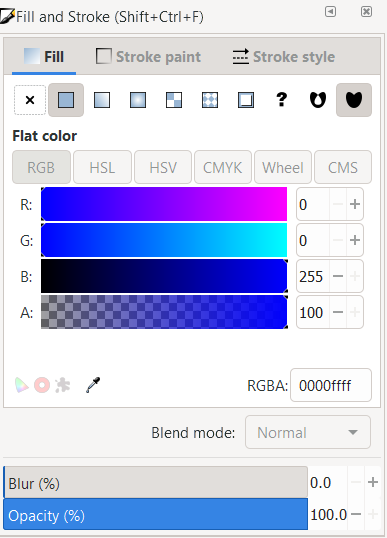 Fill and Stroke (Shift+Ctrl+F)
Fill Stroke paint Stroke style
?
Flat color
RGB HSL HSV CMYK Wheel CMS
R: 0 − +
G: 0 − +
B: 255 − +
A: 100 − +
RGBA: 0000ffff
Blend mode: Normal
Blur (%) 0.0 − +
Opacity (%) 100.0 − +